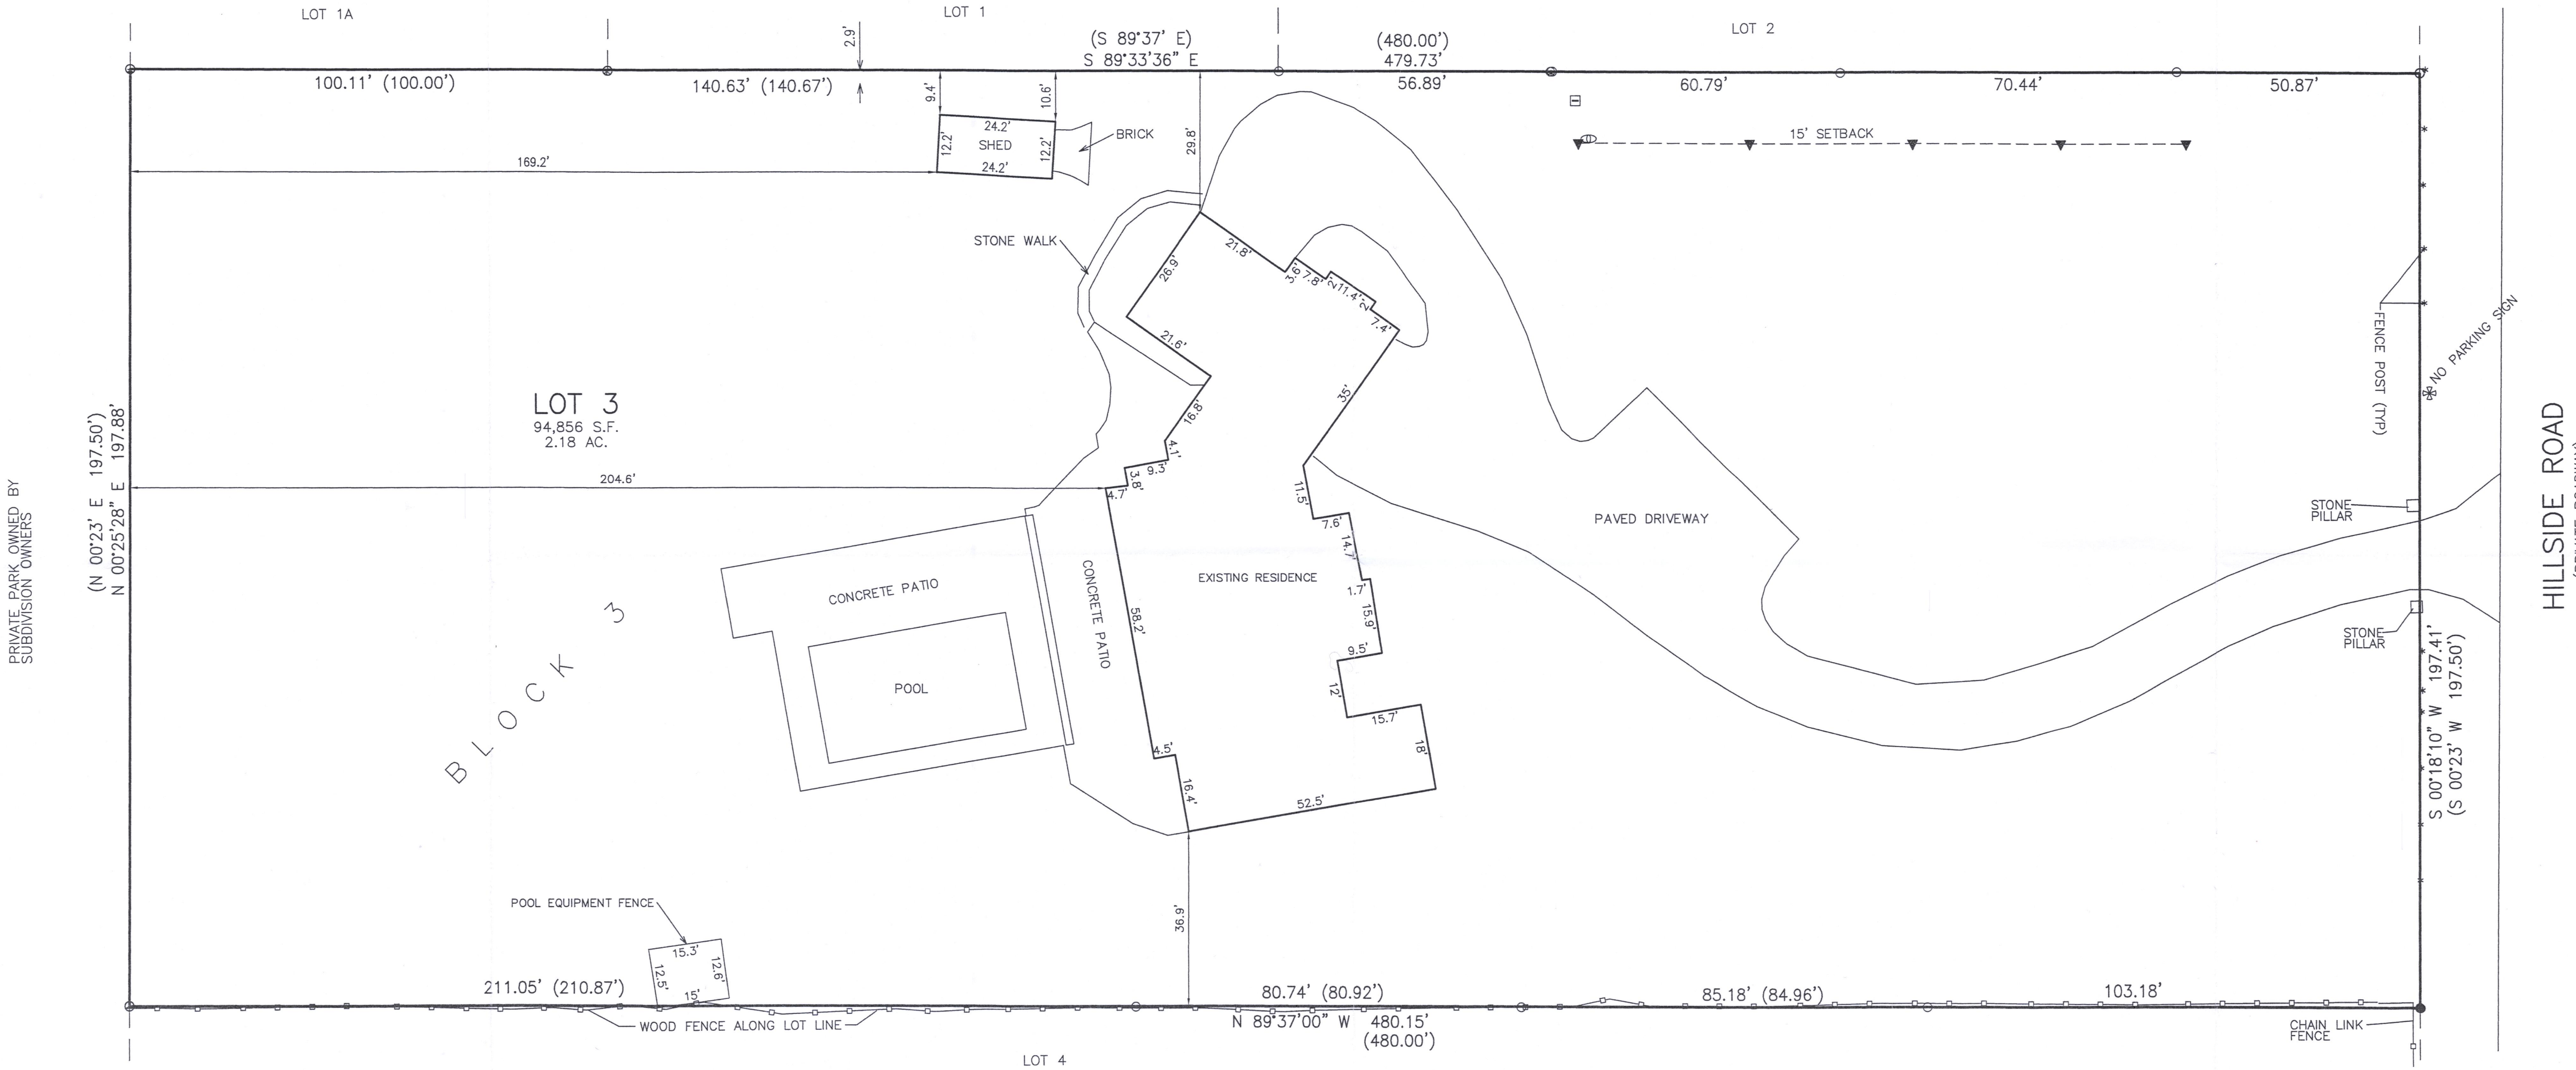 LOT 1A
LOT 1
LOT 2
2.9'
(S 89°37' E)
S 89°33'36" E
(480.00')
479.73'
100.11' (100.00')
140.63' (140.67')
56.89'
60.79'
70.44'
50.87'
9.4'
10.6'
24.2'
SHED
12.2'
12.2'
24.2'
BRICK
29.8'
15' SETBACK
169.2'
STONE WALK
21.8'
3.6'
7.8'
2'
11.4'
2'
7.4'
26.9'
21.6'
35'
16.8'
4.1'
9.3'
3.8'
4.7'
LOT 3
94,856 S.F.
2.18 AC.
204.6'
(N 00°23' E 197.50')
N 00°25'28" E 197.88'
PRIVATE PARK OWNED BY
SUBDIVISION OWNERS
BLOCK 3
CONCRETE PATIO
POOL
CONCRETE PATIO
58.2'
EXISTING RESIDENCE
11.5'
7.6'
14.7'
1.7'
15.9'
9.5'
12'
15.7'
18'
4.5'
16.4'
52.5'
36.9'
PAVED DRIVEWAY
FENCE POST (TYP)
NO PARKING SIGN
STONE
PILLAR
STONE
PILLAR
HILLSIDE ROAD
S 00°18'10" W 197.41'
(S 00°23' W 197.50')
POOL EQUIPMENT FENCE
15.3'
12.5'
12.6'
15'
211.05' (210.87')
80.74' (80.92')
85.18' (84.96')
103.18'
WOOD FENCE ALONG LOT LINE
N 89°37'00" W 480.15'
(480.00')
CHAIN LINK
FENCE
LOT 4